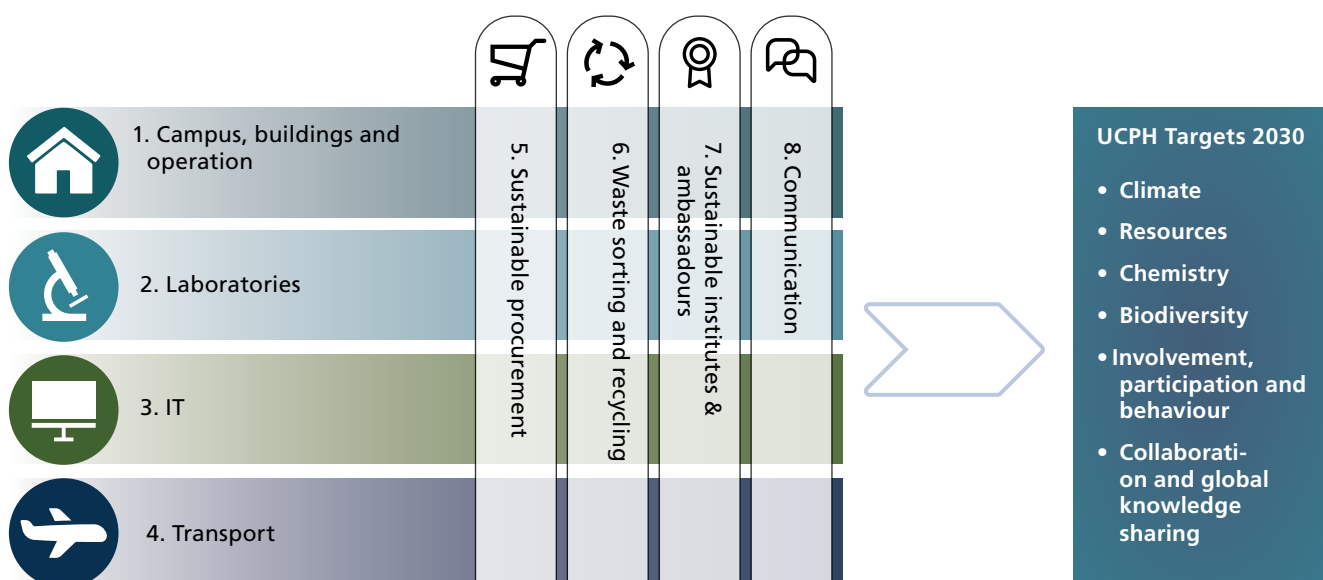 1. Campus, buildings and
operation
2. Laboratories
3. IT
4. Transport
5. Sustainable procurement
6. Waste sorting and recycling
7. Sustainable institutes &
ambassadours
8. Communication
UCPH Targets 2030
• Climate
• Resources
• Chemistry
• Biodiversity
• Involvement,
participation and
behaviour
• Collaborati-
on and global
knowledge
sharing